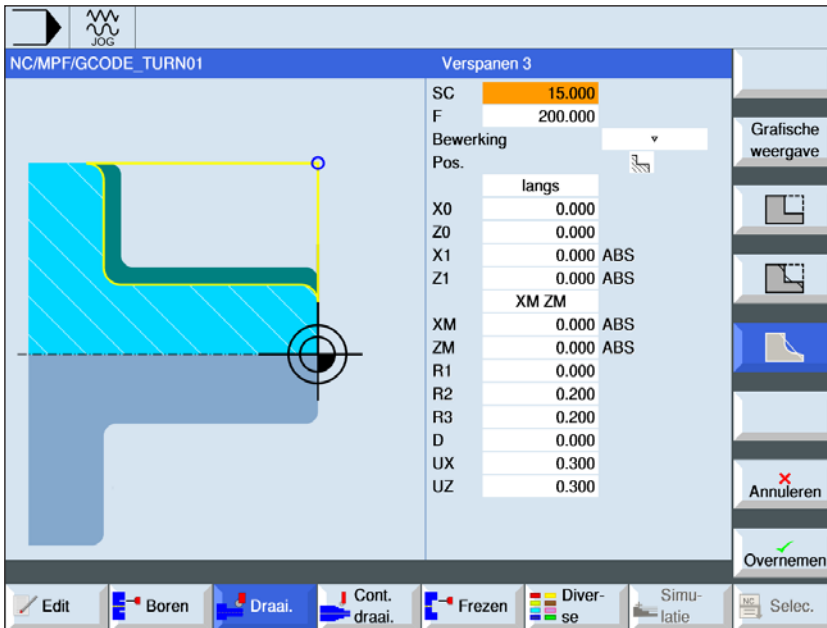 JOG
NC/MPF/GCODE_TURN01
Verspanen 3
SC 15.000
F 200.000
Bewerking
Pos.
langs
X0 0.000
Z0 0.000
X1 0.000 ABS
Z1 0.000 ABS
XM ZM
XM 0.000 ABS
ZM 0.000 ABS
R1 0.000
R2 0.200
R3 0.200
D 0.000
UX 0.300
UZ 0.300
Grafische
weergave
Annuleren
Overnemen
Edit
Boren
Draai.
Cont.
draai.
Frezen
Diver-
se
Simu-
latie
NC
Selec.